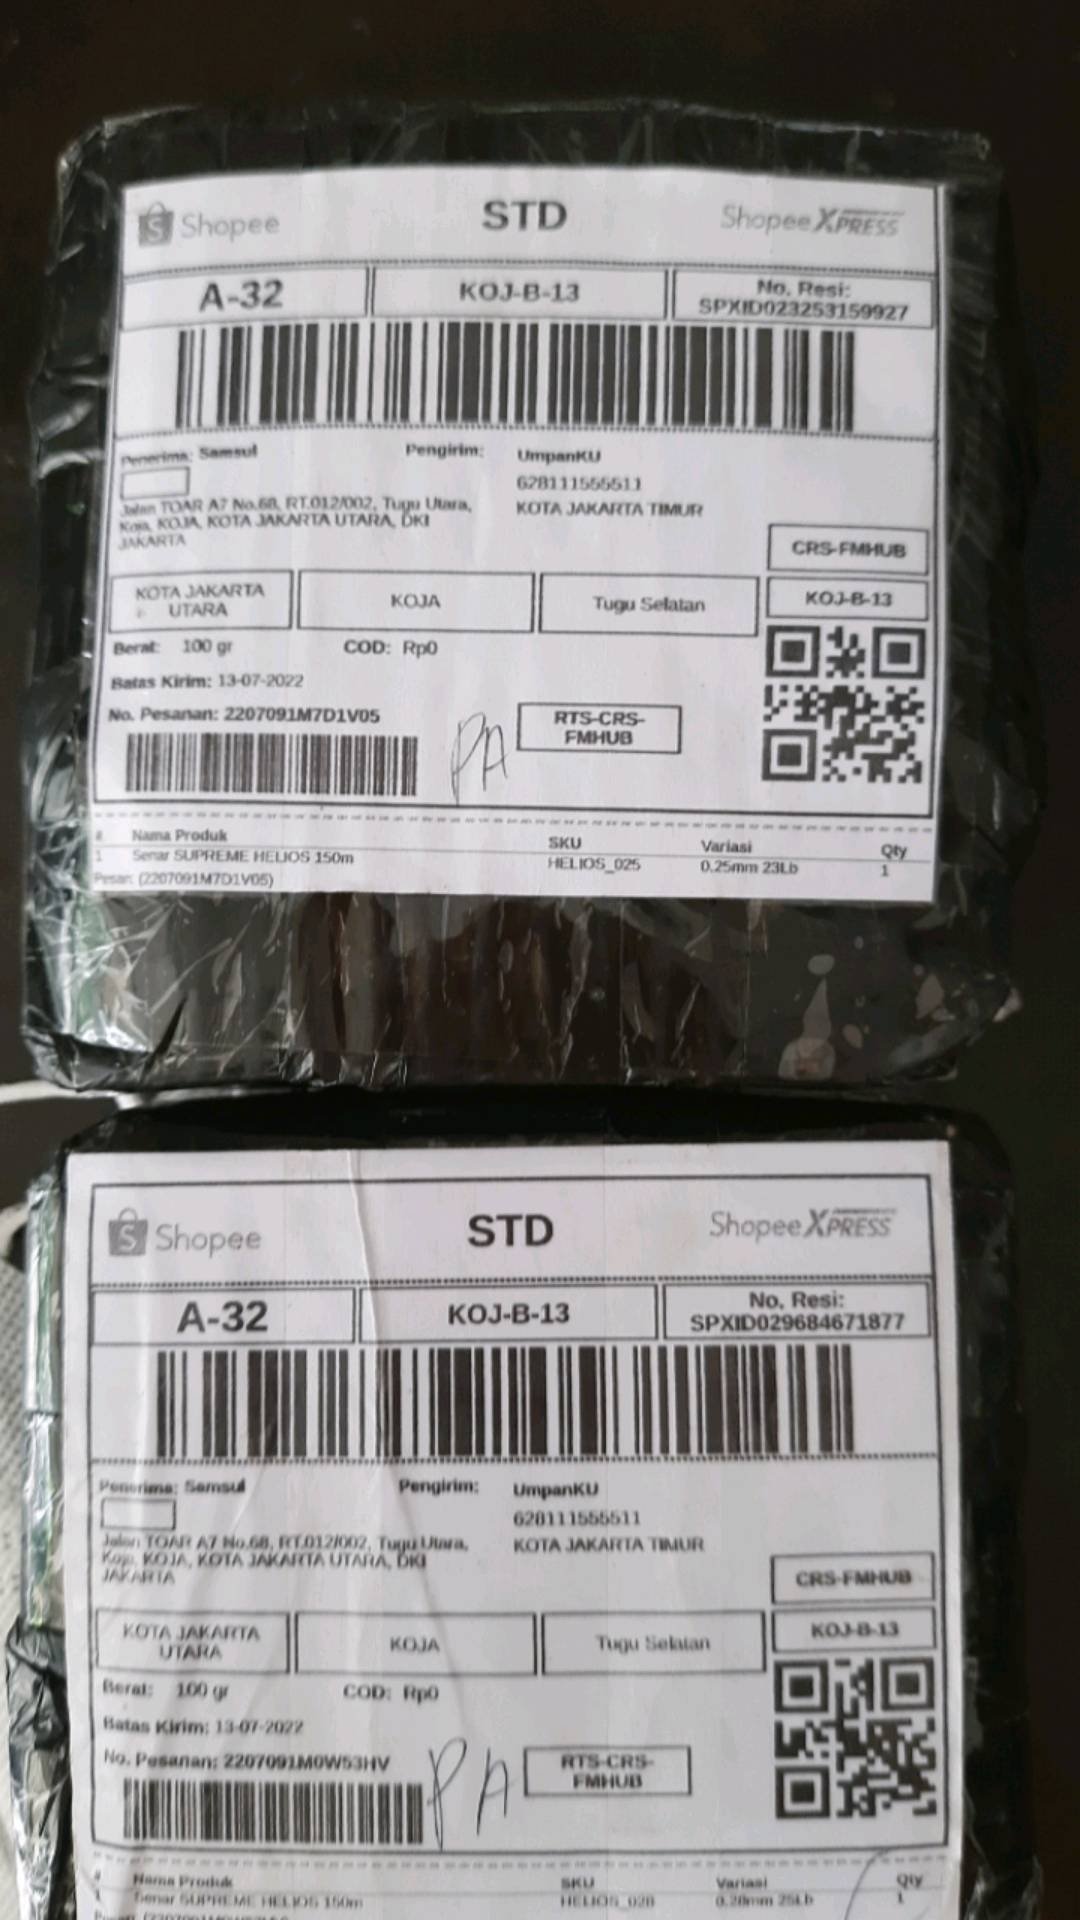 Shopee STD Shopee XPRESS
A-32 KOJ-B-13 No. Resi:
SPXID023253159927
Penerima: Samsul Pengirim: UmpanKU
628111555511
Jalan TOAR A7 No.68, RT.012/002, Tugu Utara, KOTA JAKARTA TIMUR
Koja, KOJA, KOTA JAKARTA UTARA, DKI
JAKARTA
CRS-FMHUB
KOTA JAKARTA
UTARA
KOJA Tugu Selatan KOJ-B-13
Berat: 100 gr COD: Rp0
Batas Kirim: 13-07-2022
No. Pesanan: 2207091M7D1V05
PA
RTS-CRS-
FMHUB
# Nama Produk SKU Variasi Qty
1 Senar SUPREME HELIOS 150m HELIOS_025 0.25mm 23Lb 1
Pesan: (2207091M7D1V05)
Shopee STD Shopee XPRESS
A-32 KOJ-B-13 No. Resi:
SPXID029684671877
Penerima: Samsul Pengirim: UmpanKU
628111555511
Jalan TOAR A7 No.68, RT.012/002, Tugu Utara, KOTA JAKARTA TIMUR
Koja, KOJA, KOTA JAKARTA UTARA, DKI
JAKARTA
CRS-FMHUB
KOTA JAKARTA
UTARA
KOJA Tugu Selatan KOJ-B-13
Berat: 100 gr COD: Rp0
Batas Kirim: 13-07-2022
No. Pesanan: 2207091M0W53HV
PA
RTS-CRS-
FMHUB
# Nama Produk SKU Variasi Qty
1 Senar SUPREME HELIOS 150m HELIOS_028 0.28mm 25Lb 1